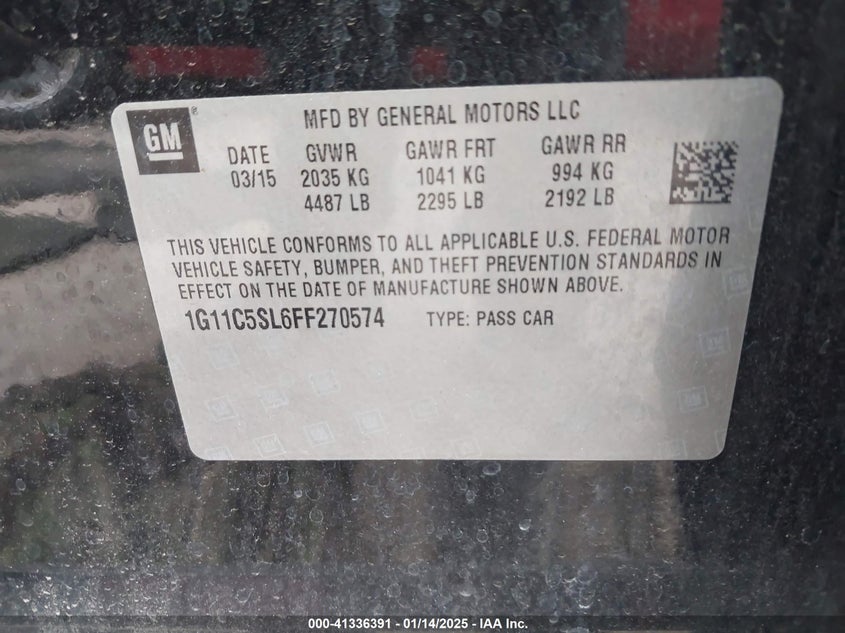 GM®
MFD BY GENERAL MOTORS LLC
DATE GVWR GAWR FRT GAWR RR
03/15 2035 KG 1041 KG 994 KG
4487 LB 2295 LB 2192 LB
THIS VEHICLE CONFORMS TO ALL APPLICABLE U.S. FEDERAL MOTOR
VEHICLE SAFETY, BUMPER, AND THEFT PREVENTION STANDARDS IN
EFFECT ON THE DATE OF MANUFACTURE SHOWN ABOVE.
1G11C5SL6FF270574 TYPE: PASS CAR
000-41336391 - 01/14/2025 - IAA Inc.